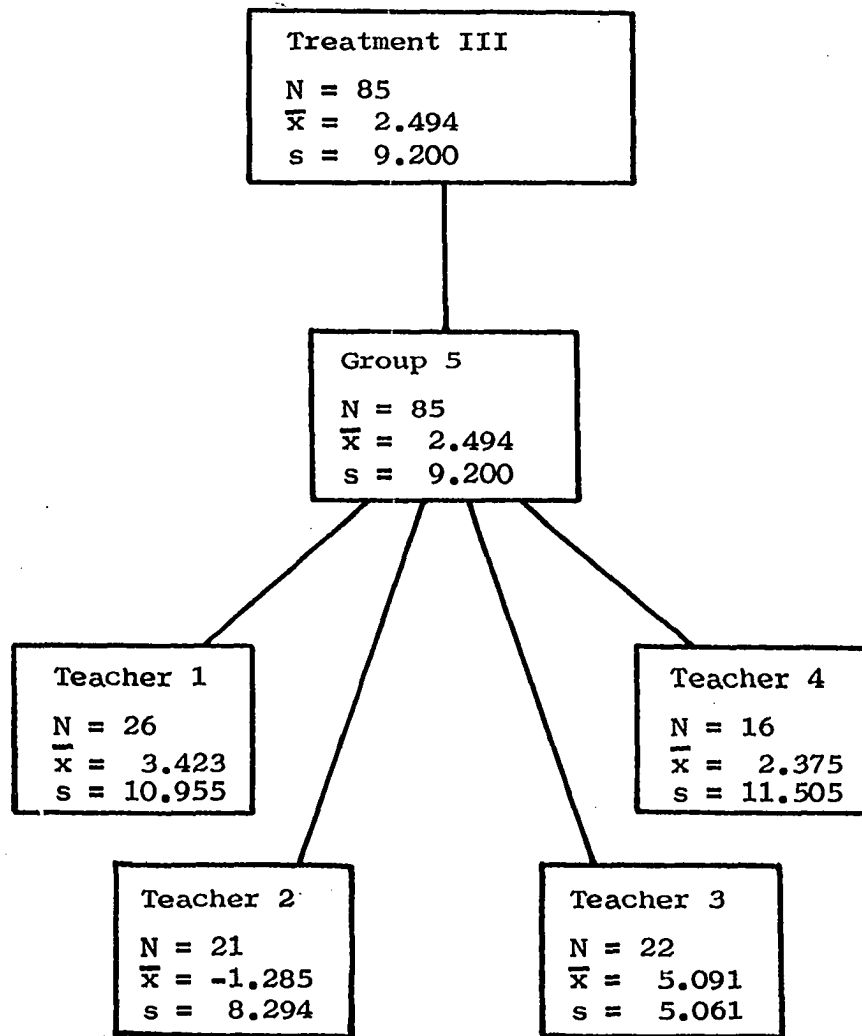 Treatment III
N = 85
x̄ = 2.494
s = 9.200
Group 5
N = 85
x̄ = 2.494
s = 9.200
Teacher 1
N = 26
x̄ = 3.423
s = 10.955
Teacher 4
N = 16
x̄ = 2.375
s = 11.505
Teacher 2
N = 21
x̄ = -1.285
s = 8.294
Teacher 3
N = 22
x̄ = 5.091
s = 5.061